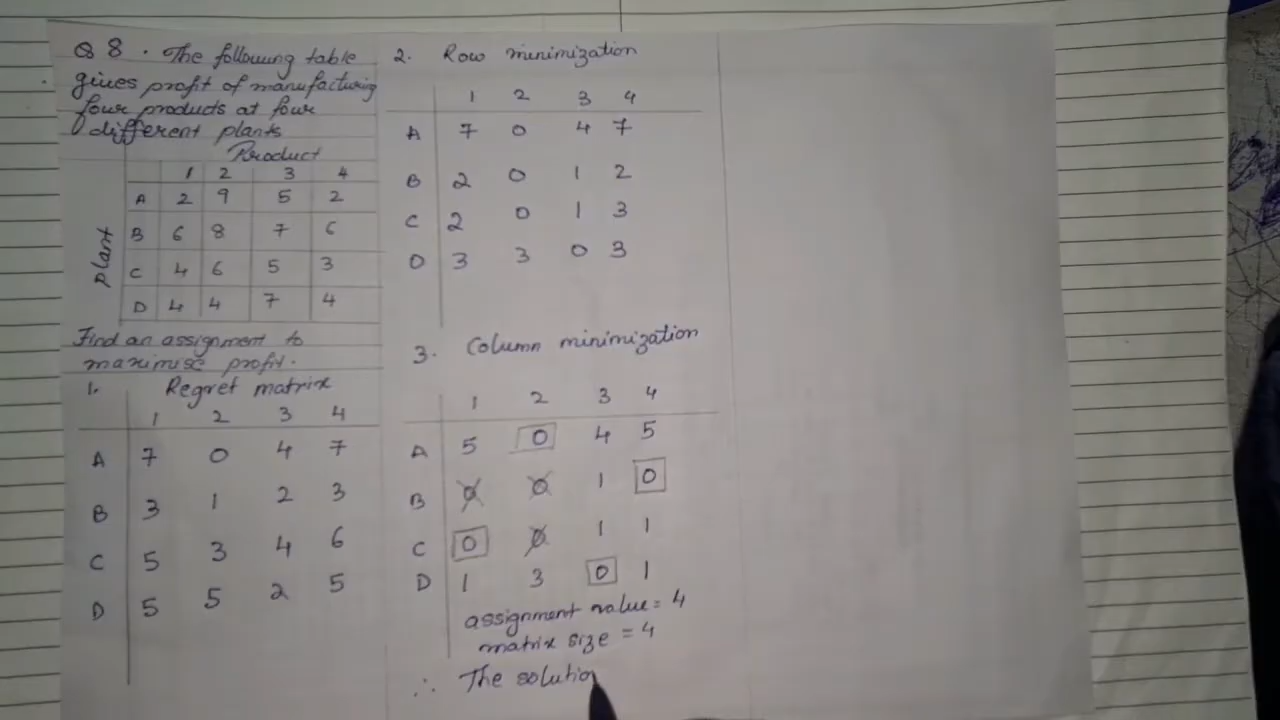 Q 8. The following table
gives profit of manufacturing
four products at four
different plants
Product
1 2 3 4
A 2 9 5 2
Plant
B 6 8 7 6
C 4 6 5 3
D 4 4 7 4
Find an assignment to
maximise profit.
1. Regret matrix
1 2 3 4
A 7 0 4 7
B 3 1 2 3
C 5 3 4 6
D 5 5 2 5
2. Row minimization
1 2 3 4
A 7 0 4 7
B 2 0 1 2
C 2 0 1 3
D 3 3 0 3
3. Column minimization
1 2 3 4
A 5 0 4 5
B 0 0 1 0
C 0 0 1 1
D 1 3 0 1
assignment value = 4
matrix size = 4
∴ The solution